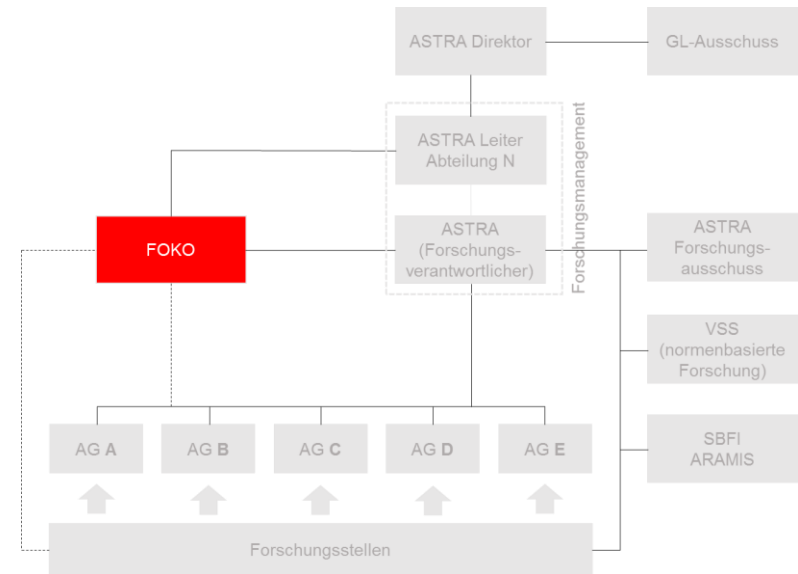 ASTRA Direktor
GL-Ausschuss
ASTRA Leiter
Abteilung N
Forschungsmanagement
FOKO
ASTRA
(Forschungs-
verantwortlicher)
ASTRA
Forschungs-
ausschuss
VSS
(normenbasierte
Forschung)
AG A
AG B
AG C
AG D
AG E
SBFI
ARAMIS
Forschungsstellen